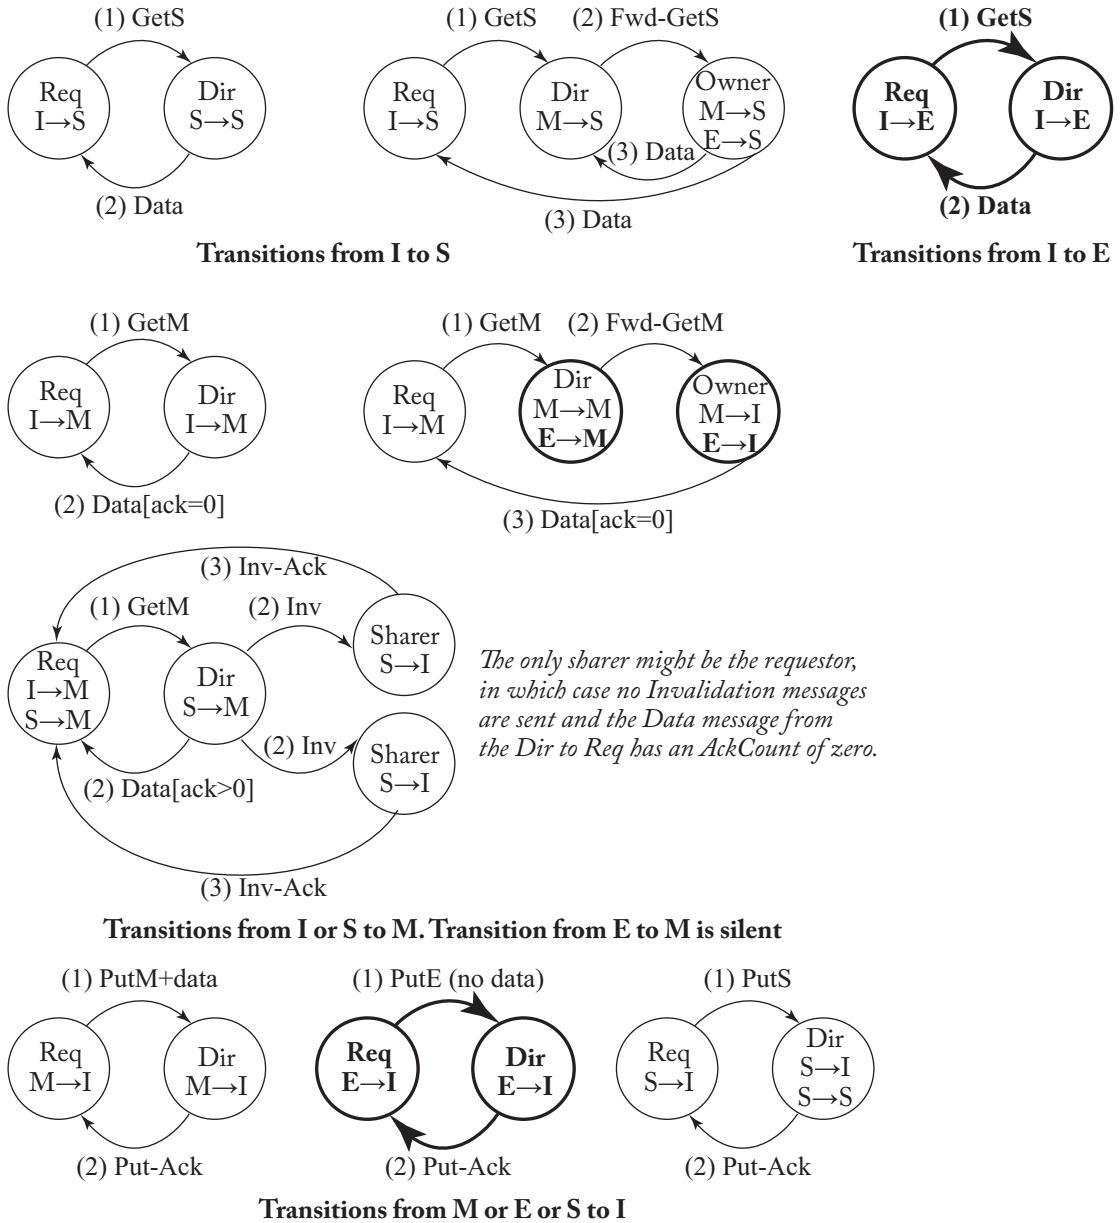 (1) GetS
Req
I→S
Dir
S→S
(2) Data
(1) GetS
(2) Fwd-GetS
Req
I→S
Dir
M→S
Owner
M→S
E→S
(3) Data
(3) Data
Transitions from I to S
(1) GetS
Req
I→E
Dir
I→E
(2) Data
Transitions from I to E
(1) GetM
Req
I→M
Dir
I→M
(2) Data[ack=0]
(1) GetM
(2) Fwd-GetM
Req
I→M
Dir
M→M
E→M
Owner
M→I
E→I
(3) Data[ack=0]
(3) Inv-Ack
(1) GetM
(2) Inv
Req
I→M
S→M
Dir
S→M
Sharer
S→I
(2) Inv
Sharer
S→I
(2) Data[ack>0]
(3) Inv-Ack
The only sharer might be the requestor,
in which case no Invalidation messages
are sent and the Data message from
the Dir to Req has an AckCount of zero.
Transitions from I or S to M. Transition from E to M is silent
(1) PutM+data
Req
M→I
Dir
M→I
(2) Put-Ack
(1) PutE (no data)
Req
E→I
Dir
E→I
(2) Put-Ack
(1) PutS
Req
S→I
Dir
S→I
S→S
(2) Put-Ack
Transitions from M or E or S to I